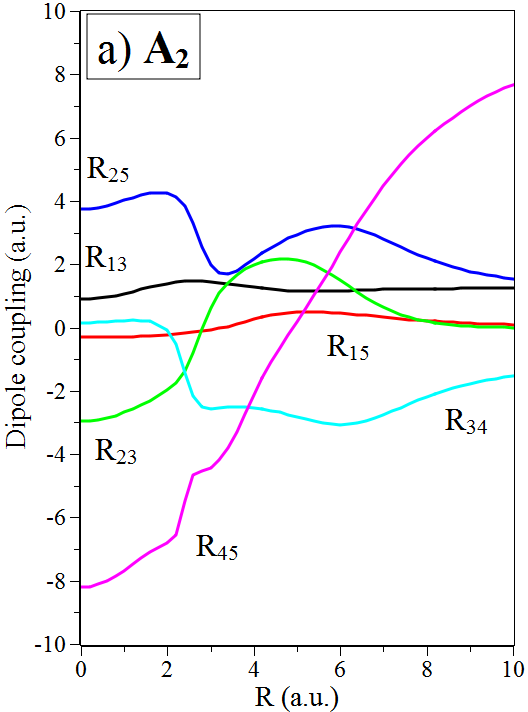 a) A₂
10
8
6
4
2
0
-2
-4
-6
-8
-10
Dipole coupling (a.u.)
R₂₅
R₁₃
R₁₅
R₂₃
R₃₄
R₄₅
0 2 4 6 8 10
R (a.u.)